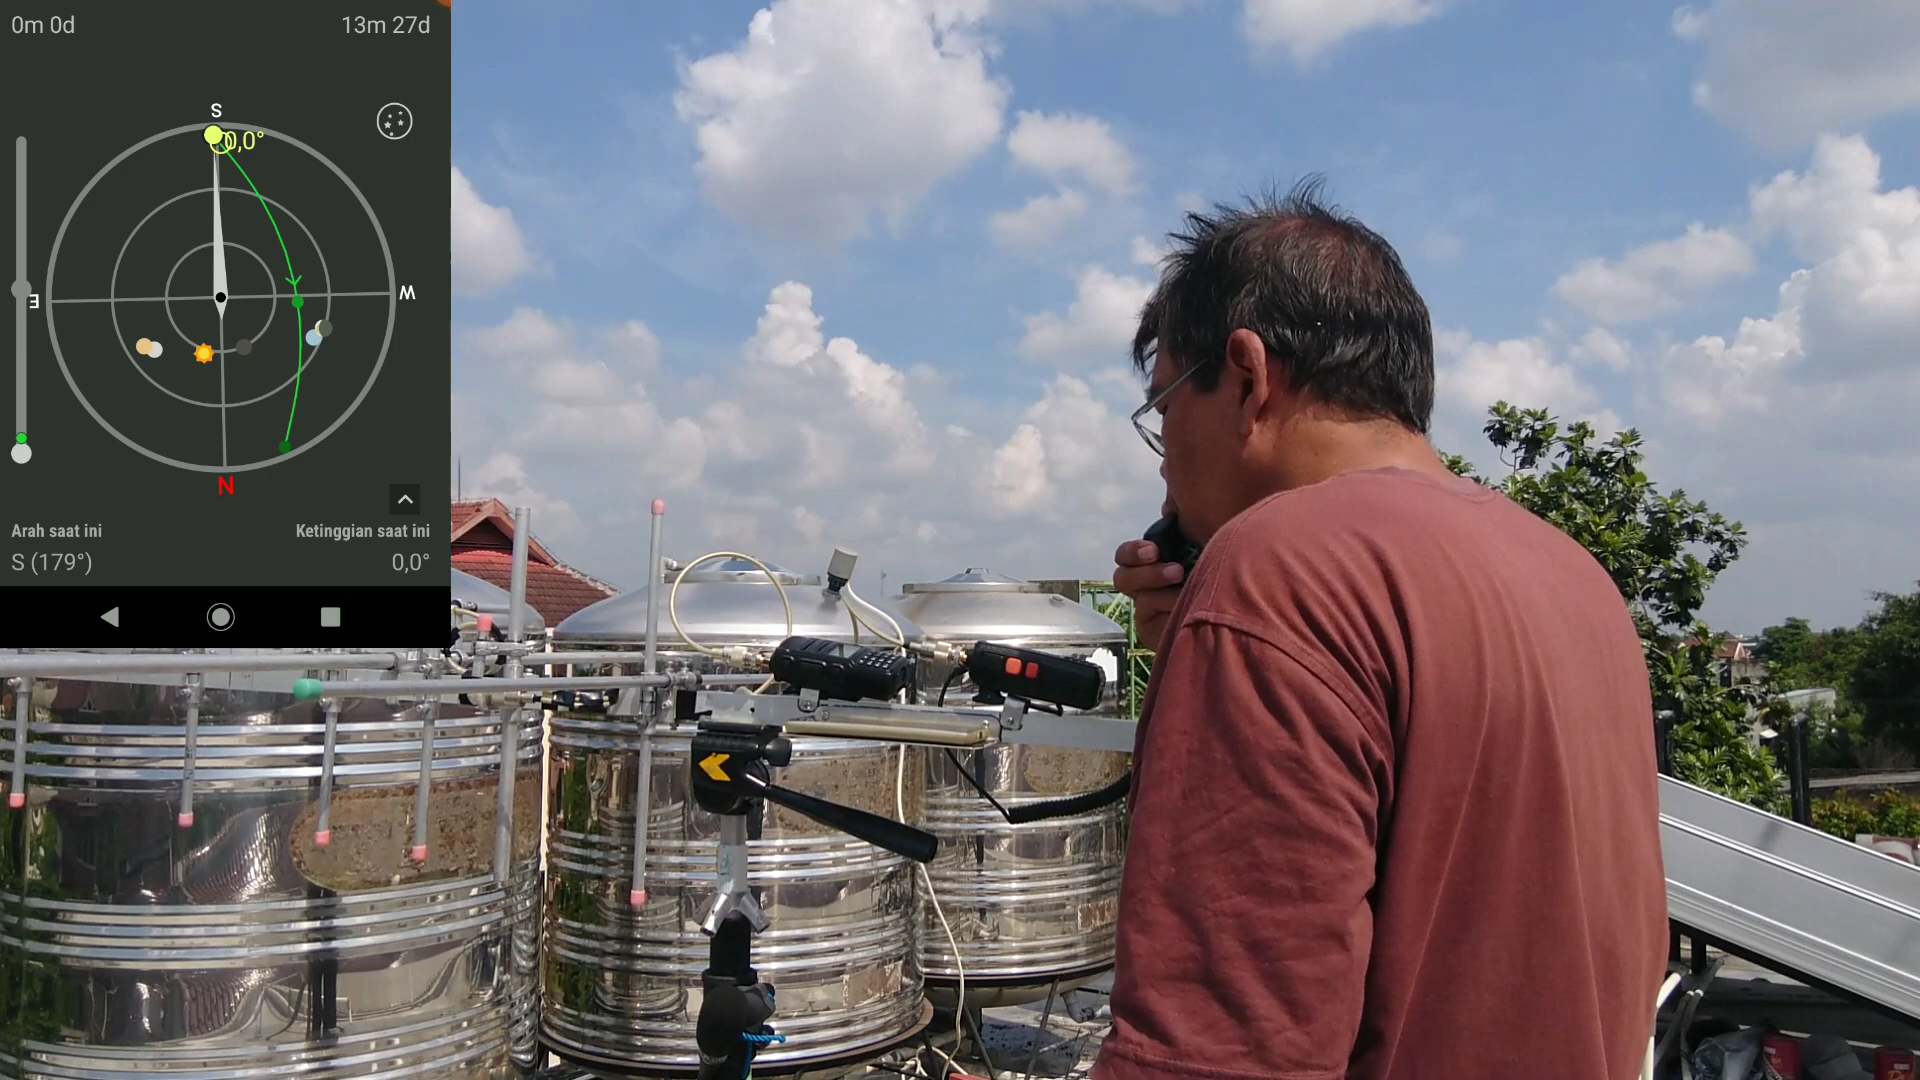 0m 0d
13m 27d
S
0,0°
E
W
N
Arah saat ini
Ketinggian saat ini
S (179°)
0,0°